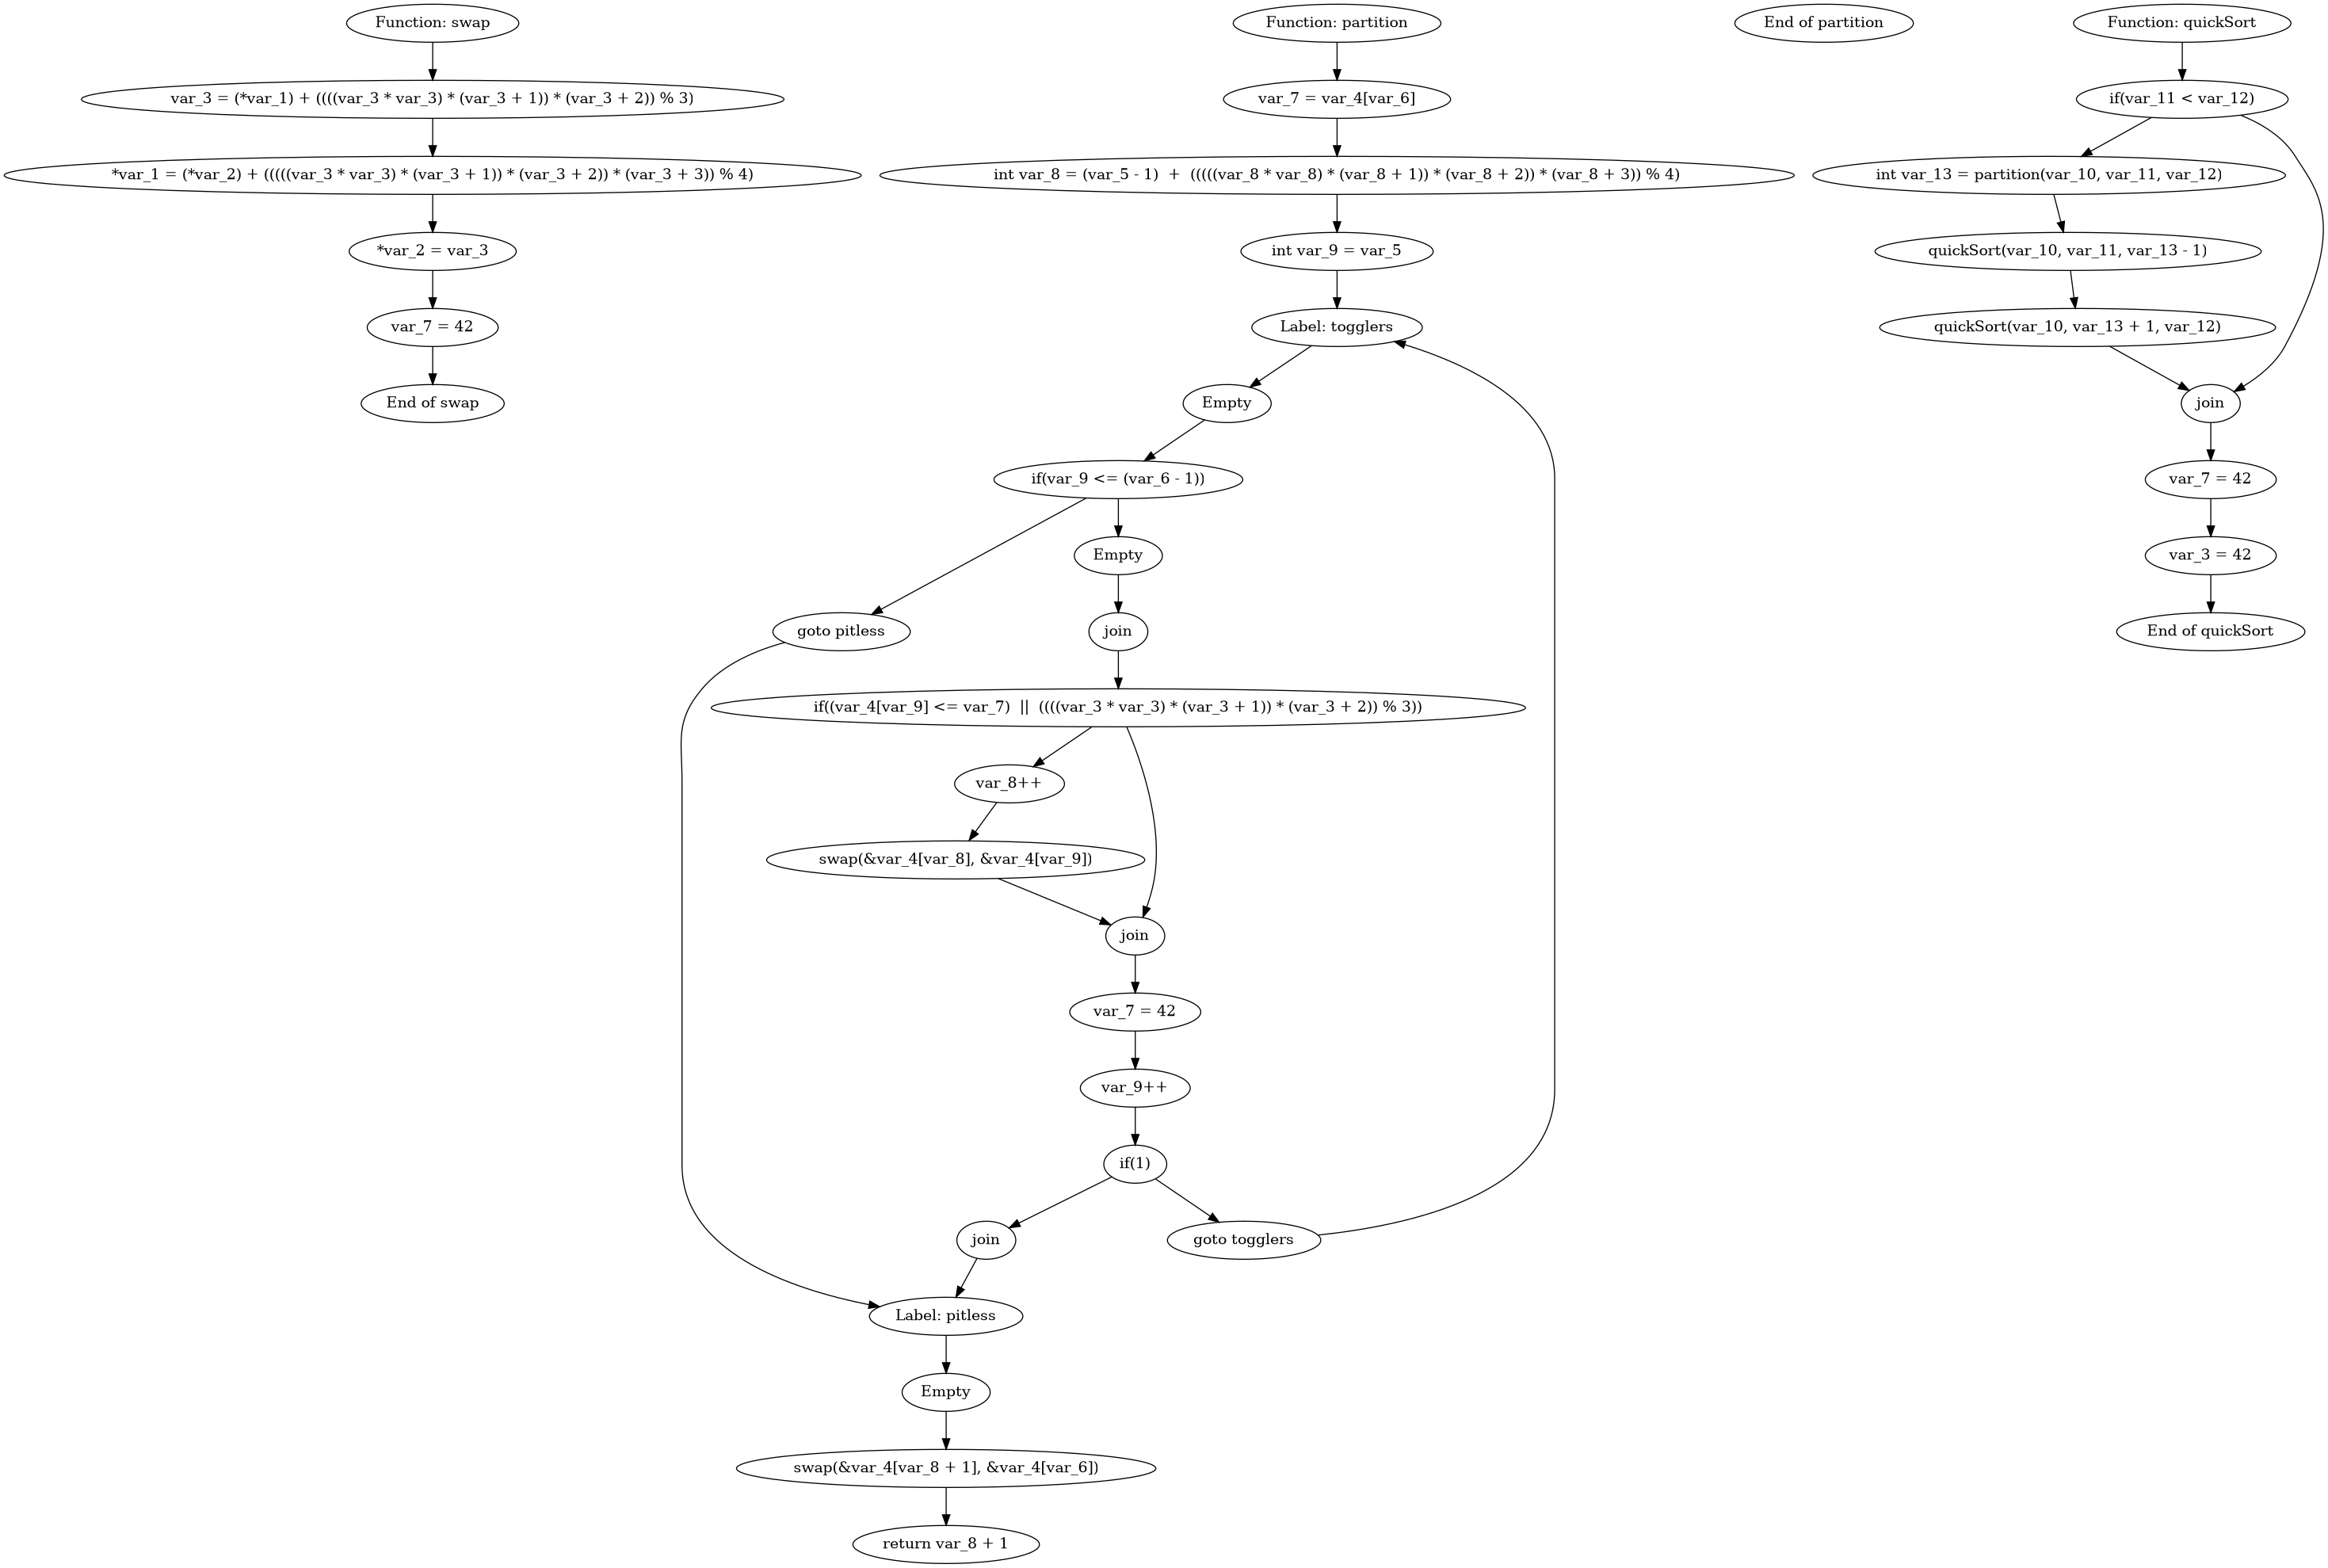 Function: swap
var_3 = (*var_1) + ((((var_3 * var_3) * (var_3 + 1)) * (var_3 + 2)) % 3)
*var_1 = (*var_2) + (((((var_3 * var_3) * (var_3 + 1)) * (var_3 + 2)) * (var_3 + 3)) % 4)
*var_2 = var_3
var_7 = 42
End of swap
Function: partition
var_7 = var_4[var_6]
int var_8 = (var_5 - 1)  +  (((((var_8 * var_8) * (var_8 + 1)) * (var_8 + 2)) * (var_8 + 3)) % 4)
int var_9 = var_5
Label: togglers
Empty
if(var_9 <= (var_6 - 1))
Empty
goto pitless
join
if((var_4[var_9] <= var_7)  ||  ((((var_3 * var_3) * (var_3 + 1)) * (var_3 + 2)) % 3))
var_8++
swap(&var_4[var_8], &var_4[var_9])
join
var_7 = 42
var_9++
if(1)
join
goto togglers
Label: pitless
Empty
swap(&var_4[var_8 + 1], &var_4[var_6])
return var_8 + 1
End of partition
Function: quickSort
if(var_11 < var_12)
int var_13 = partition(var_10, var_11, var_12)
quickSort(var_10, var_11, var_13 - 1)
quickSort(var_10, var_13 + 1, var_12)
join
var_7 = 42
var_3 = 42
End of quickSort